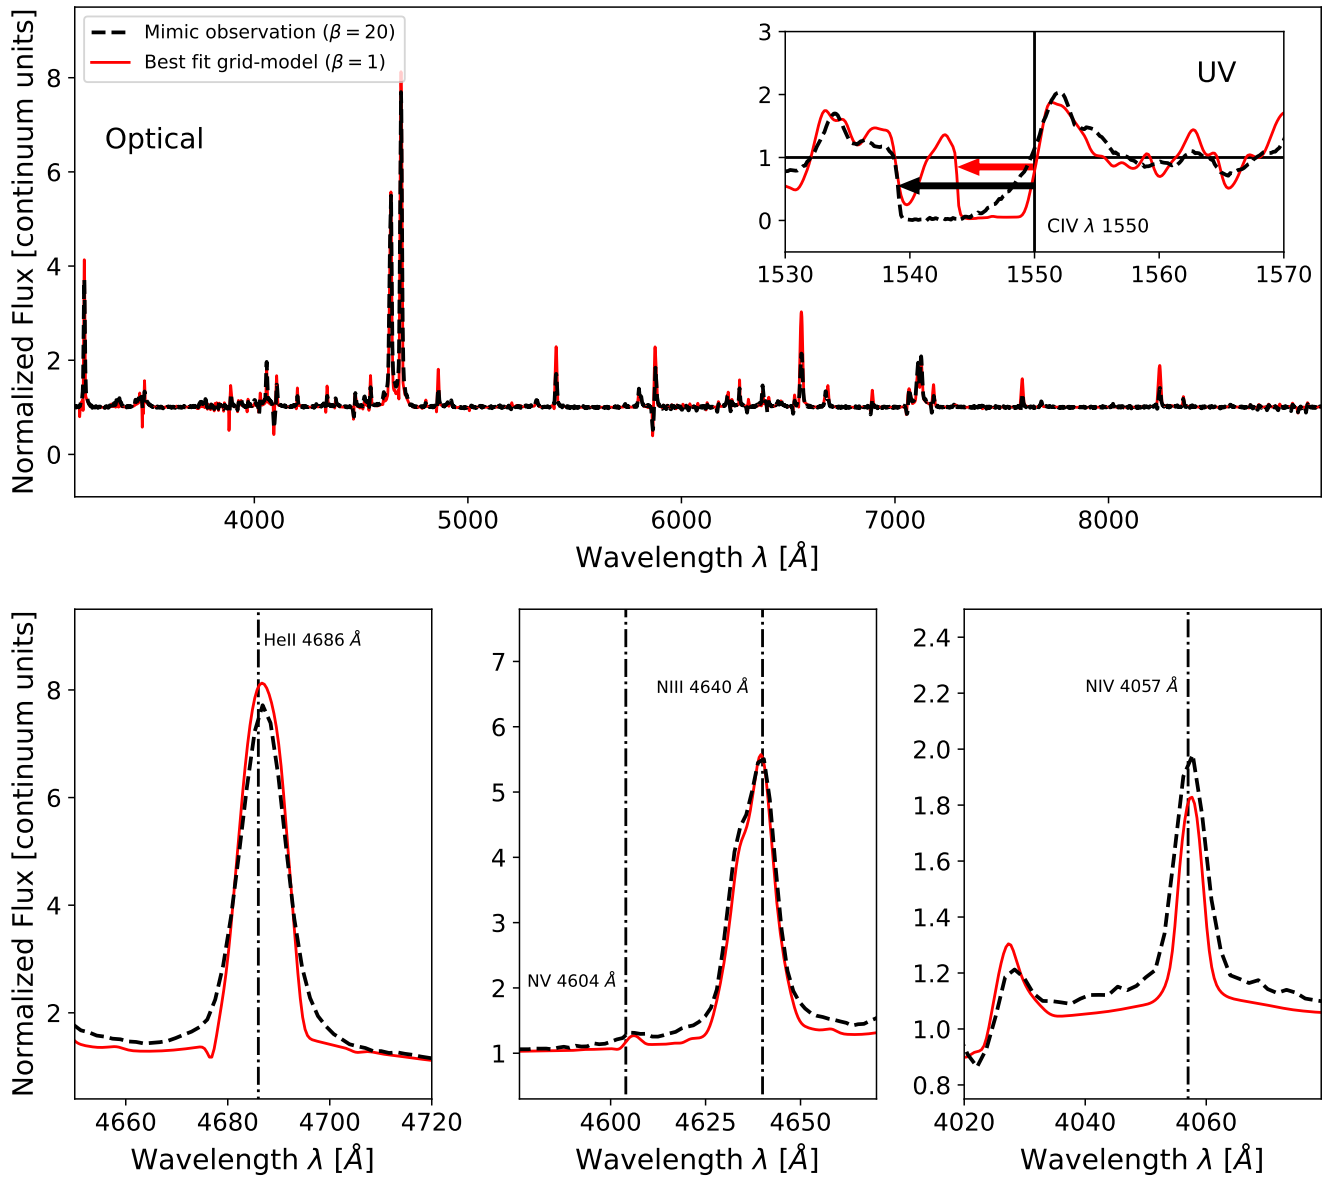 Normalized Flux [continuum units]
8
6
4
2
0
Mimic observation (β = 20)
Best fit grid-model (β = 1)
Optical
UV
3
2
1
0
CIV λ 1550
1530 1540 1550 1560 1570
4000 5000 6000 7000 8000
Wavelength λ [Å]
Normalized Flux [continuum units]
8
6
4
2
HeII 4686 Å
4660 4680 4700 4720
Wavelength λ [Å]
7
6
5
4
3
2
1
NIII 4640 Å
NV 4604 Å
4600 4625 4650
Wavelength λ [Å]
2.4
2.2
2.0
1.8
1.6
1.4
1.2
1.0
0.8
NIV 4057 Å
4020 4040 4060
Wavelength λ [Å]